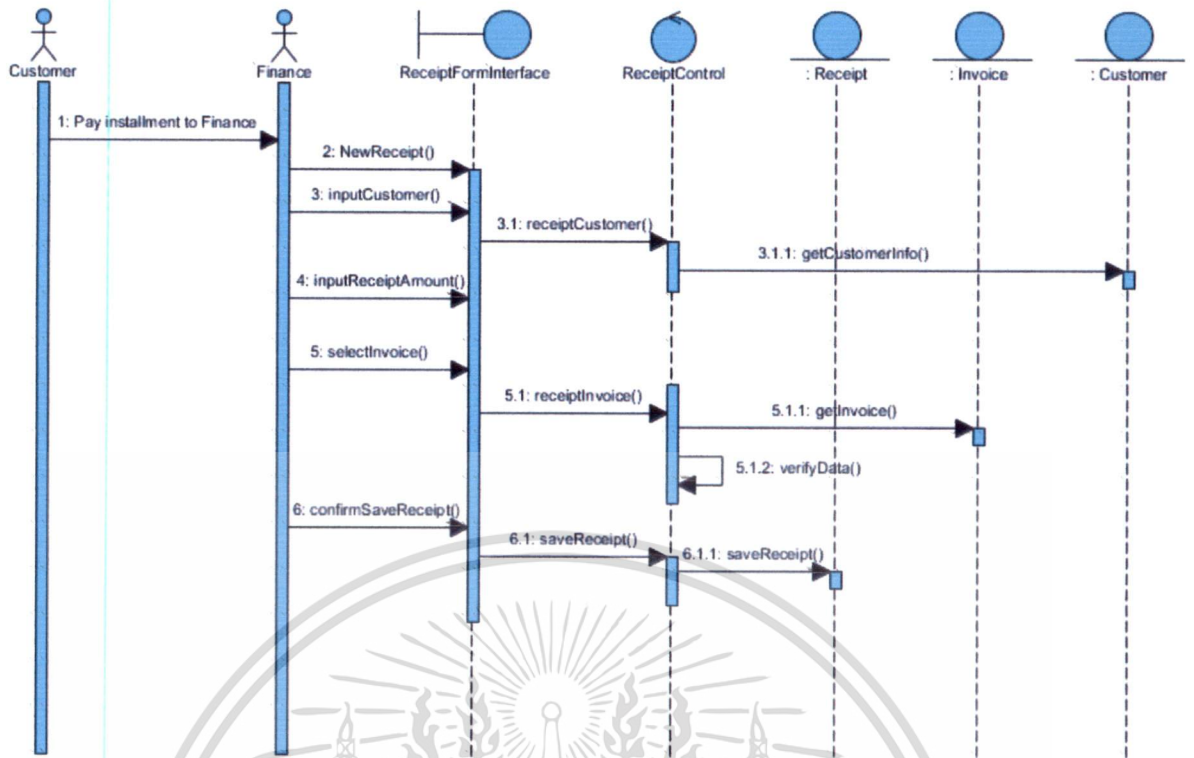 Customer
Finance
ReceiptFormInterface
ReceiptControl
: Receipt
: Invoice
: Customer
1: Pay installment to Finance
2: NewReceipt()
3: inputCustomer()
3.1: receiptCustomer()
3.1.1: getCustomerInfo()
4: inputReceiptAmount()
5: selectInvoice()
5.1: receiptInvoice()
5.1.1: getInvoice()
5.1.2: verifyData()
6: confirmSaveReceipt()
6.1: saveReceipt()
6.1.1: saveReceipt()